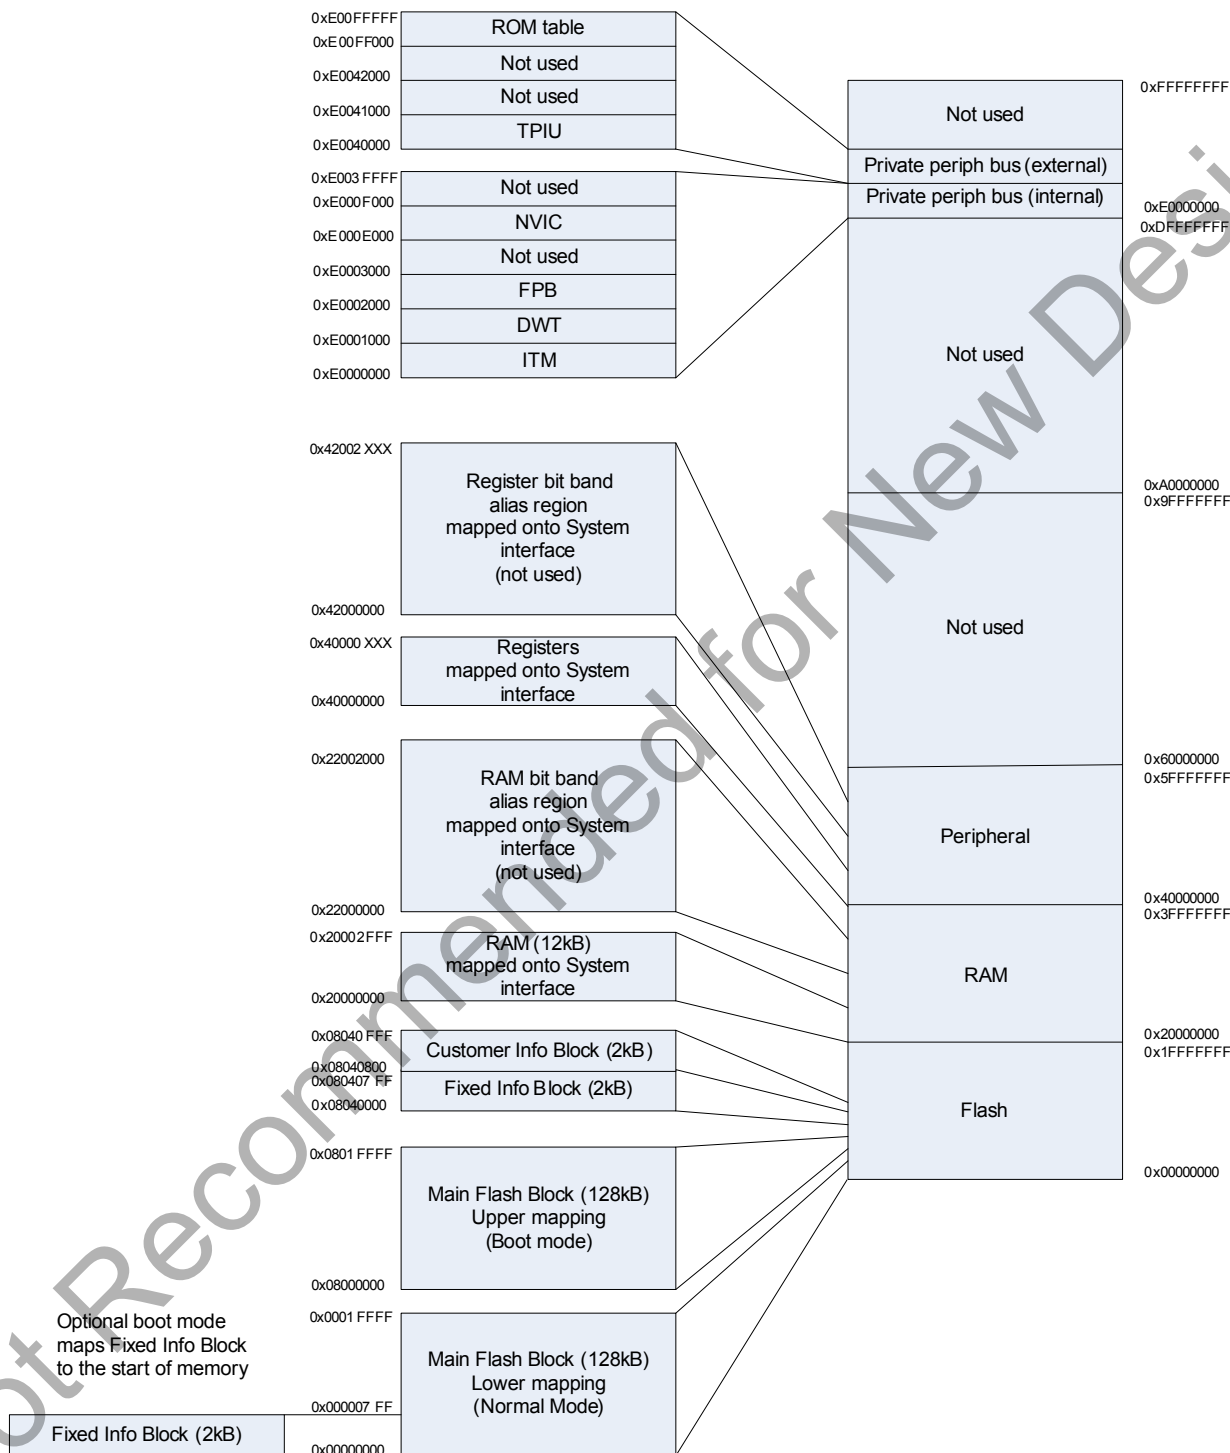 0xE00FFFFF
ROM table
0xE00FF000
Not used
0xE0042000
Not used
0xE0041000
TPIU
0xE0040000
0xE003FFFF
Not used
0xE000F000
NVIC
0xE000E000
Not used
0xE0003000
FPB
0xE0002000
DWT
0xE0001000
ITM
0xE0000000
0x42002XXX
Register bit band
alias region
mapped onto System
interface
(not used)
0x42000000
0x40000XXX
Registers
mapped onto System
interface
0x40000000
0x22002000
RAM bit band
alias region
mapped onto System
interface
(not used)
0x22000000
0x20002FFF
RAM (12kB)
mapped onto System
interface
0x20000000
0x08040FFF
Customer Info Block (2kB)
0x08040800
0x080407FF
Fixed Info Block (2kB)
0x08040000
0x0801FFFF
Main Flash Block (128kB)
Upper mapping
(Boot mode)
0x08000000
0x0001FFFF
Main Flash Block (128kB)
Lower mapping
(Normal Mode)
0x000007FF
0x00000000
Optional boot mode
maps Fixed Info Block
to the start of memory
Fixed Info Block (2kB)
0xFFFFFFFF
Not used
Private periph bus (external)
Private periph bus (internal)
0xE0000000
0xDFFFFFFF
Not used
0xA0000000
0x9FFFFFFF
Not used
0x60000000
0x5FFFFFFF
Peripheral
0x40000000
0x3FFFFFFF
RAM
0x20000000
0x1FFFFFFF
Flash
0x00000000
Recommended for New